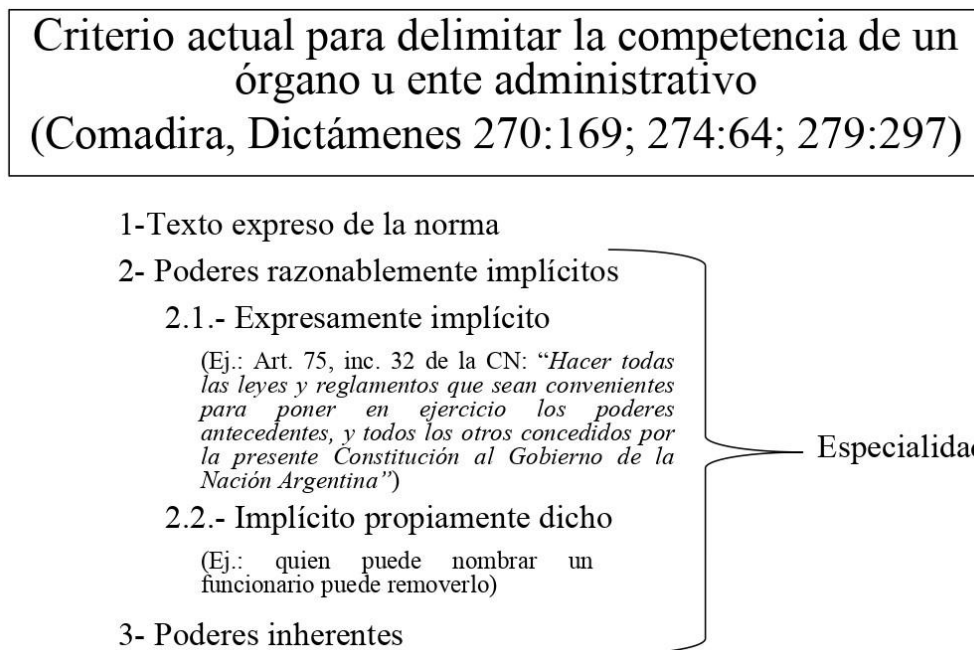 Criterio actual para delimitar la competencia de un
órgano u ente administrativo
(Comadira, Dictámenes 270:169; 274:64; 279:297)
1-Texto expreso de la norma
2- Poderes razonablemente implícitos
2.1.- Expresamente implícito
(Ej.: Art. 75, inc. 32 de la CN: “Hacer todas
las leyes y reglamentos que sean convenientes
para poner en ejercicio los poderes
antecedentes, y todos los otros concedidos por
la presente Constitución al Gobierno de la
Nación Argentina”)
Especialidad
2.2.- Implícito propiamente dicho
(Ej.: quien puede nombrar un
funcionario puede removerlo)
3- Poderes inherentes